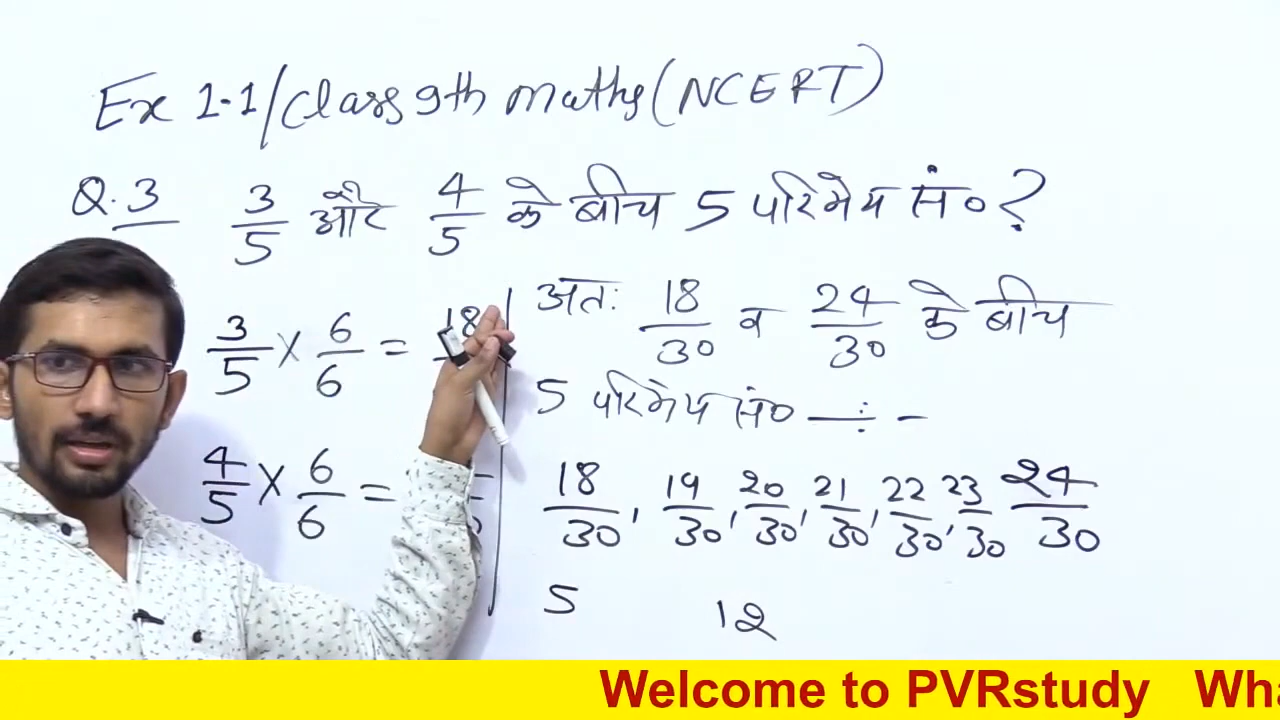 Ex 1.1/Class 9th maths (NCERT)
Q.3 3/5 और 4/5 के बीच 5 परिमेय सं० ?
3/5 × 6/6 = 18
4/5 × 6/6 =
अतः 18/30 व 24/30 के बीच
5 परिमेय सं० —: -
18/30, 19/30, 20/30, 21/30, 22/30, 23/30 24/30
5 12
Welcome to PVRstudy Wha